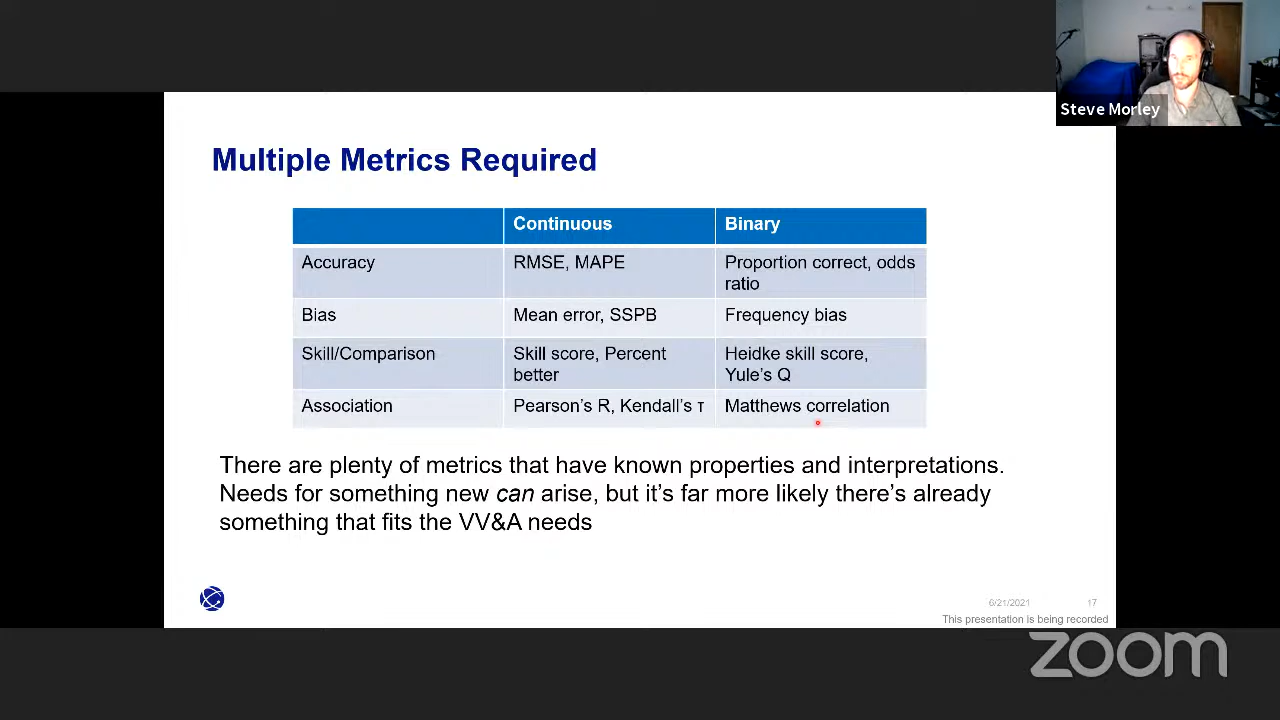 Steve Morley
Multiple Metrics Required
Continuous
Binary
Accuracy
RMSE, MAPE
Proportion correct, odds
ratio
Bias
Mean error, SSPB
Frequency bias
Skill/Comparison
Skill score, Percent
better
Heidke skill score,
Yule's Q
Association
Pearson's R, Kendall's τ
Matthews correlation
There are plenty of metrics that have known properties and interpretations.
Needs for something new can arise, but it's far more likely there's already
something that fits the VV&A needs
6/21/2021
17
This presentation is being recorded
zoom